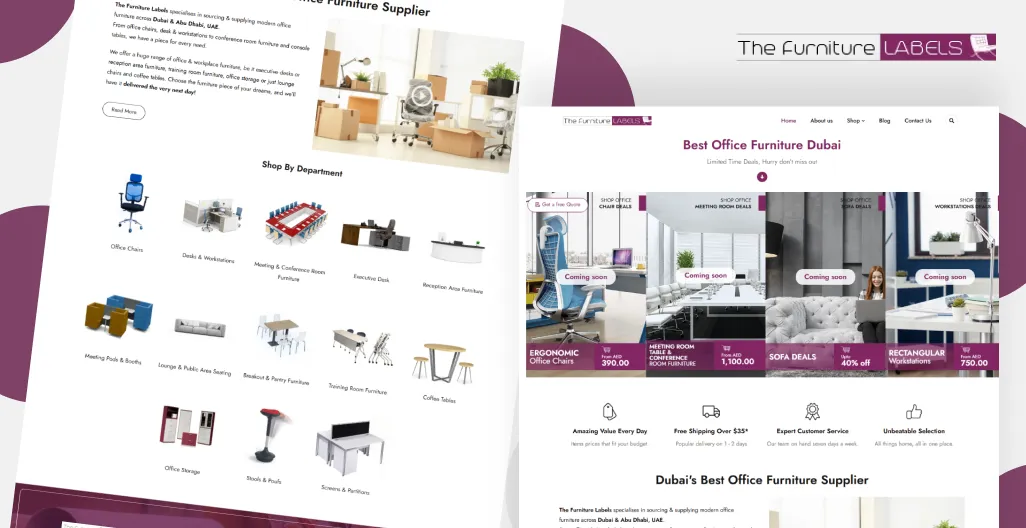 The Furniture LABELS
ffice Furniture Supplier
The Furniture Labels specialises in sourcing & supplying modern office
furniture across Dubai & Abu Dhabi, UAE.
From office chairs, desk & workstations to conference room furniture and console
tables, we have a piece for every need.
We offer a huge range of office & workplace furniture, be it executive desks or
reception area furniture, training room furniture, office storage or just lounge
chairs and coffee tables. Choose the furniture piece of your dreams, and we'll
have it delivered the very next day!
Read More
Shop By Department
Office Chairs
Desks & Workstations
Meeting & Conference Room
Furniture
Executive Desk
Reception Area Furniture
Meeting Pods & Booths
Lounge & Public Area Seating
Breakout & Pantry Furniture
Training Room Furniture
Coffee Tables
Office Storage
Stools & Poufs
Screens & Partitions
The Furniture LABELS
Home
About us
Shop
Blog
Contact Us
Best Office Furniture Dubai
Limited Time Deals, Hurry don't miss out
Get a Free Quote
SHOP OFFICE
CHAIR DEALS
SHOP OFFICE
MEETING ROOM DEALS
SHOP OFFICE
SOFA DEALS
SHOP OFFICE
WORKSTATIONS DEALS
Coming soon
Coming soon
Coming soon
Coming soon
ERGONOMIC
Office Chairs
From AED
390.00
MEETING ROOM
TABLE &
CONFERENCE
ROOM FURNITURE
From AED
1,100.00
SOFA DEALS
Upto
40% off
RECTANGULAR
Workstations
From AED
750.00
Amazing Value Every Day
Items prices that fit your budget
Free Shipping Over $35*
Popular delivery on 1 - 2 days
Expert Customer Service
Our team on hand seven days a week.
Unbeatable Selection
All things home, all in one place.
Dubai's Best Office Furniture Supplier
The Furniture Labels specialises in sourcing & supplying modern office
furniture across Dubai & Abu Dhabi, UAE.